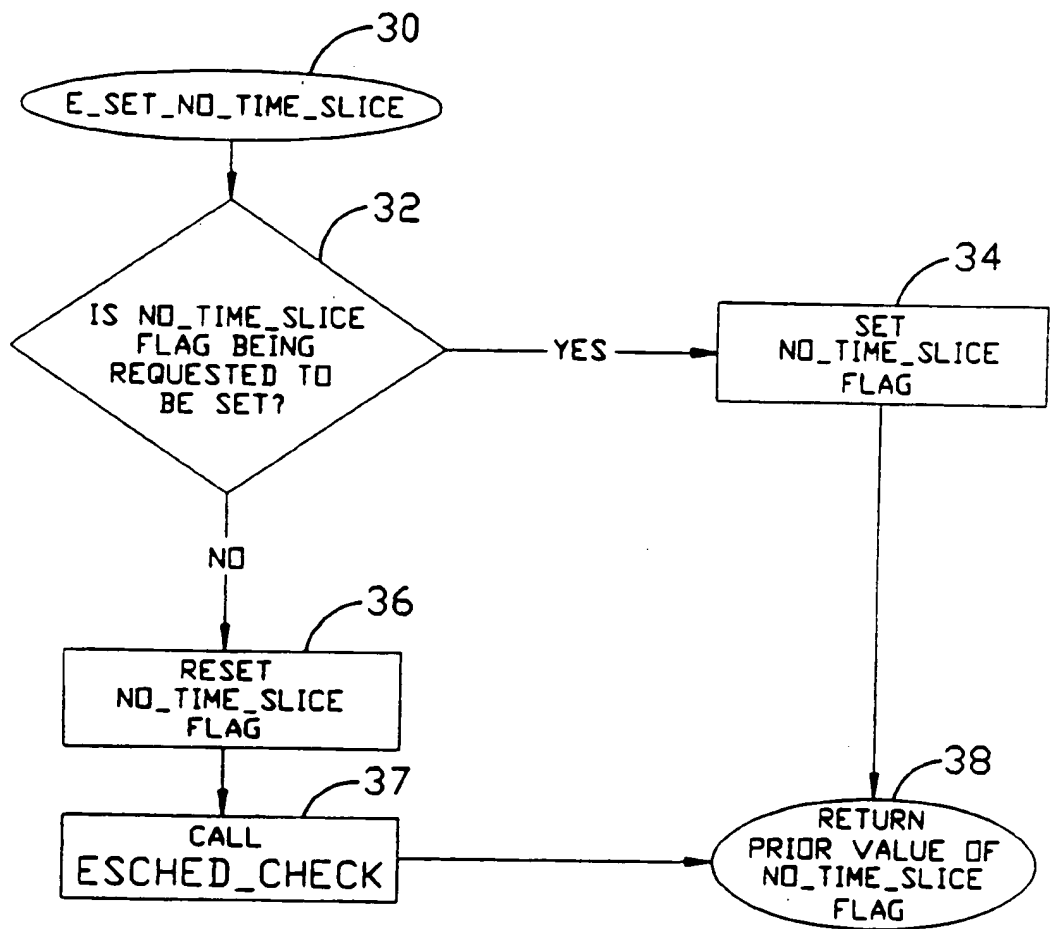 30
E_SET_NO_TIME_SLICE
32
IS NO_TIME_SLICE
FLAG BEING
REQUESTED TO
BE SET?
YES
34
SET
NO_TIME_SLICE
FLAG
NO
36
RESET
NO_TIME_SLICE
FLAG
37
CALL
ESCHED_CHECK
38
RETURN
PRIOR VALUE OF
NO_TIME_SLICE
FLAG